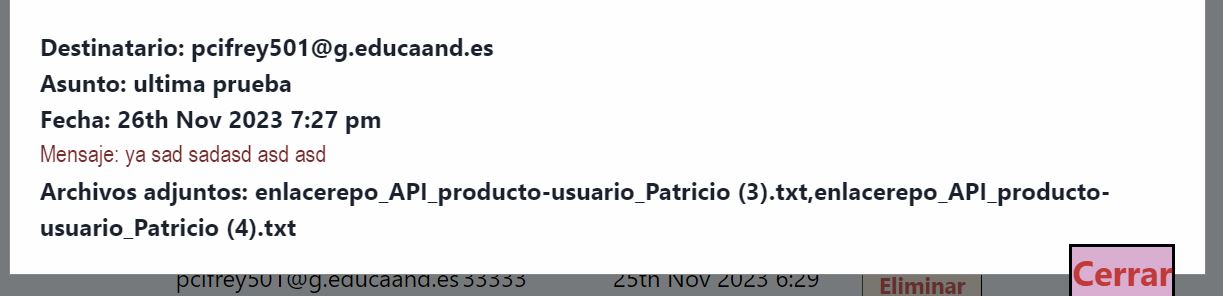 Destinatario: pcifrey501@g.educaand.es
Asunto: ultima prueba
Fecha: 26th Nov 2023 7:27 pm
Mensaje: ya sad sadasd asd asd
Archivos adjuntos: enlacerepo_API_producto-usuario_Patricio (3).txt,enlacerepo_API_producto-
usuario_Patricio (4).txt
Cerrar
pcifrey501@g.educaand.es 33333 25th Nov 2023 6:29 Eliminar